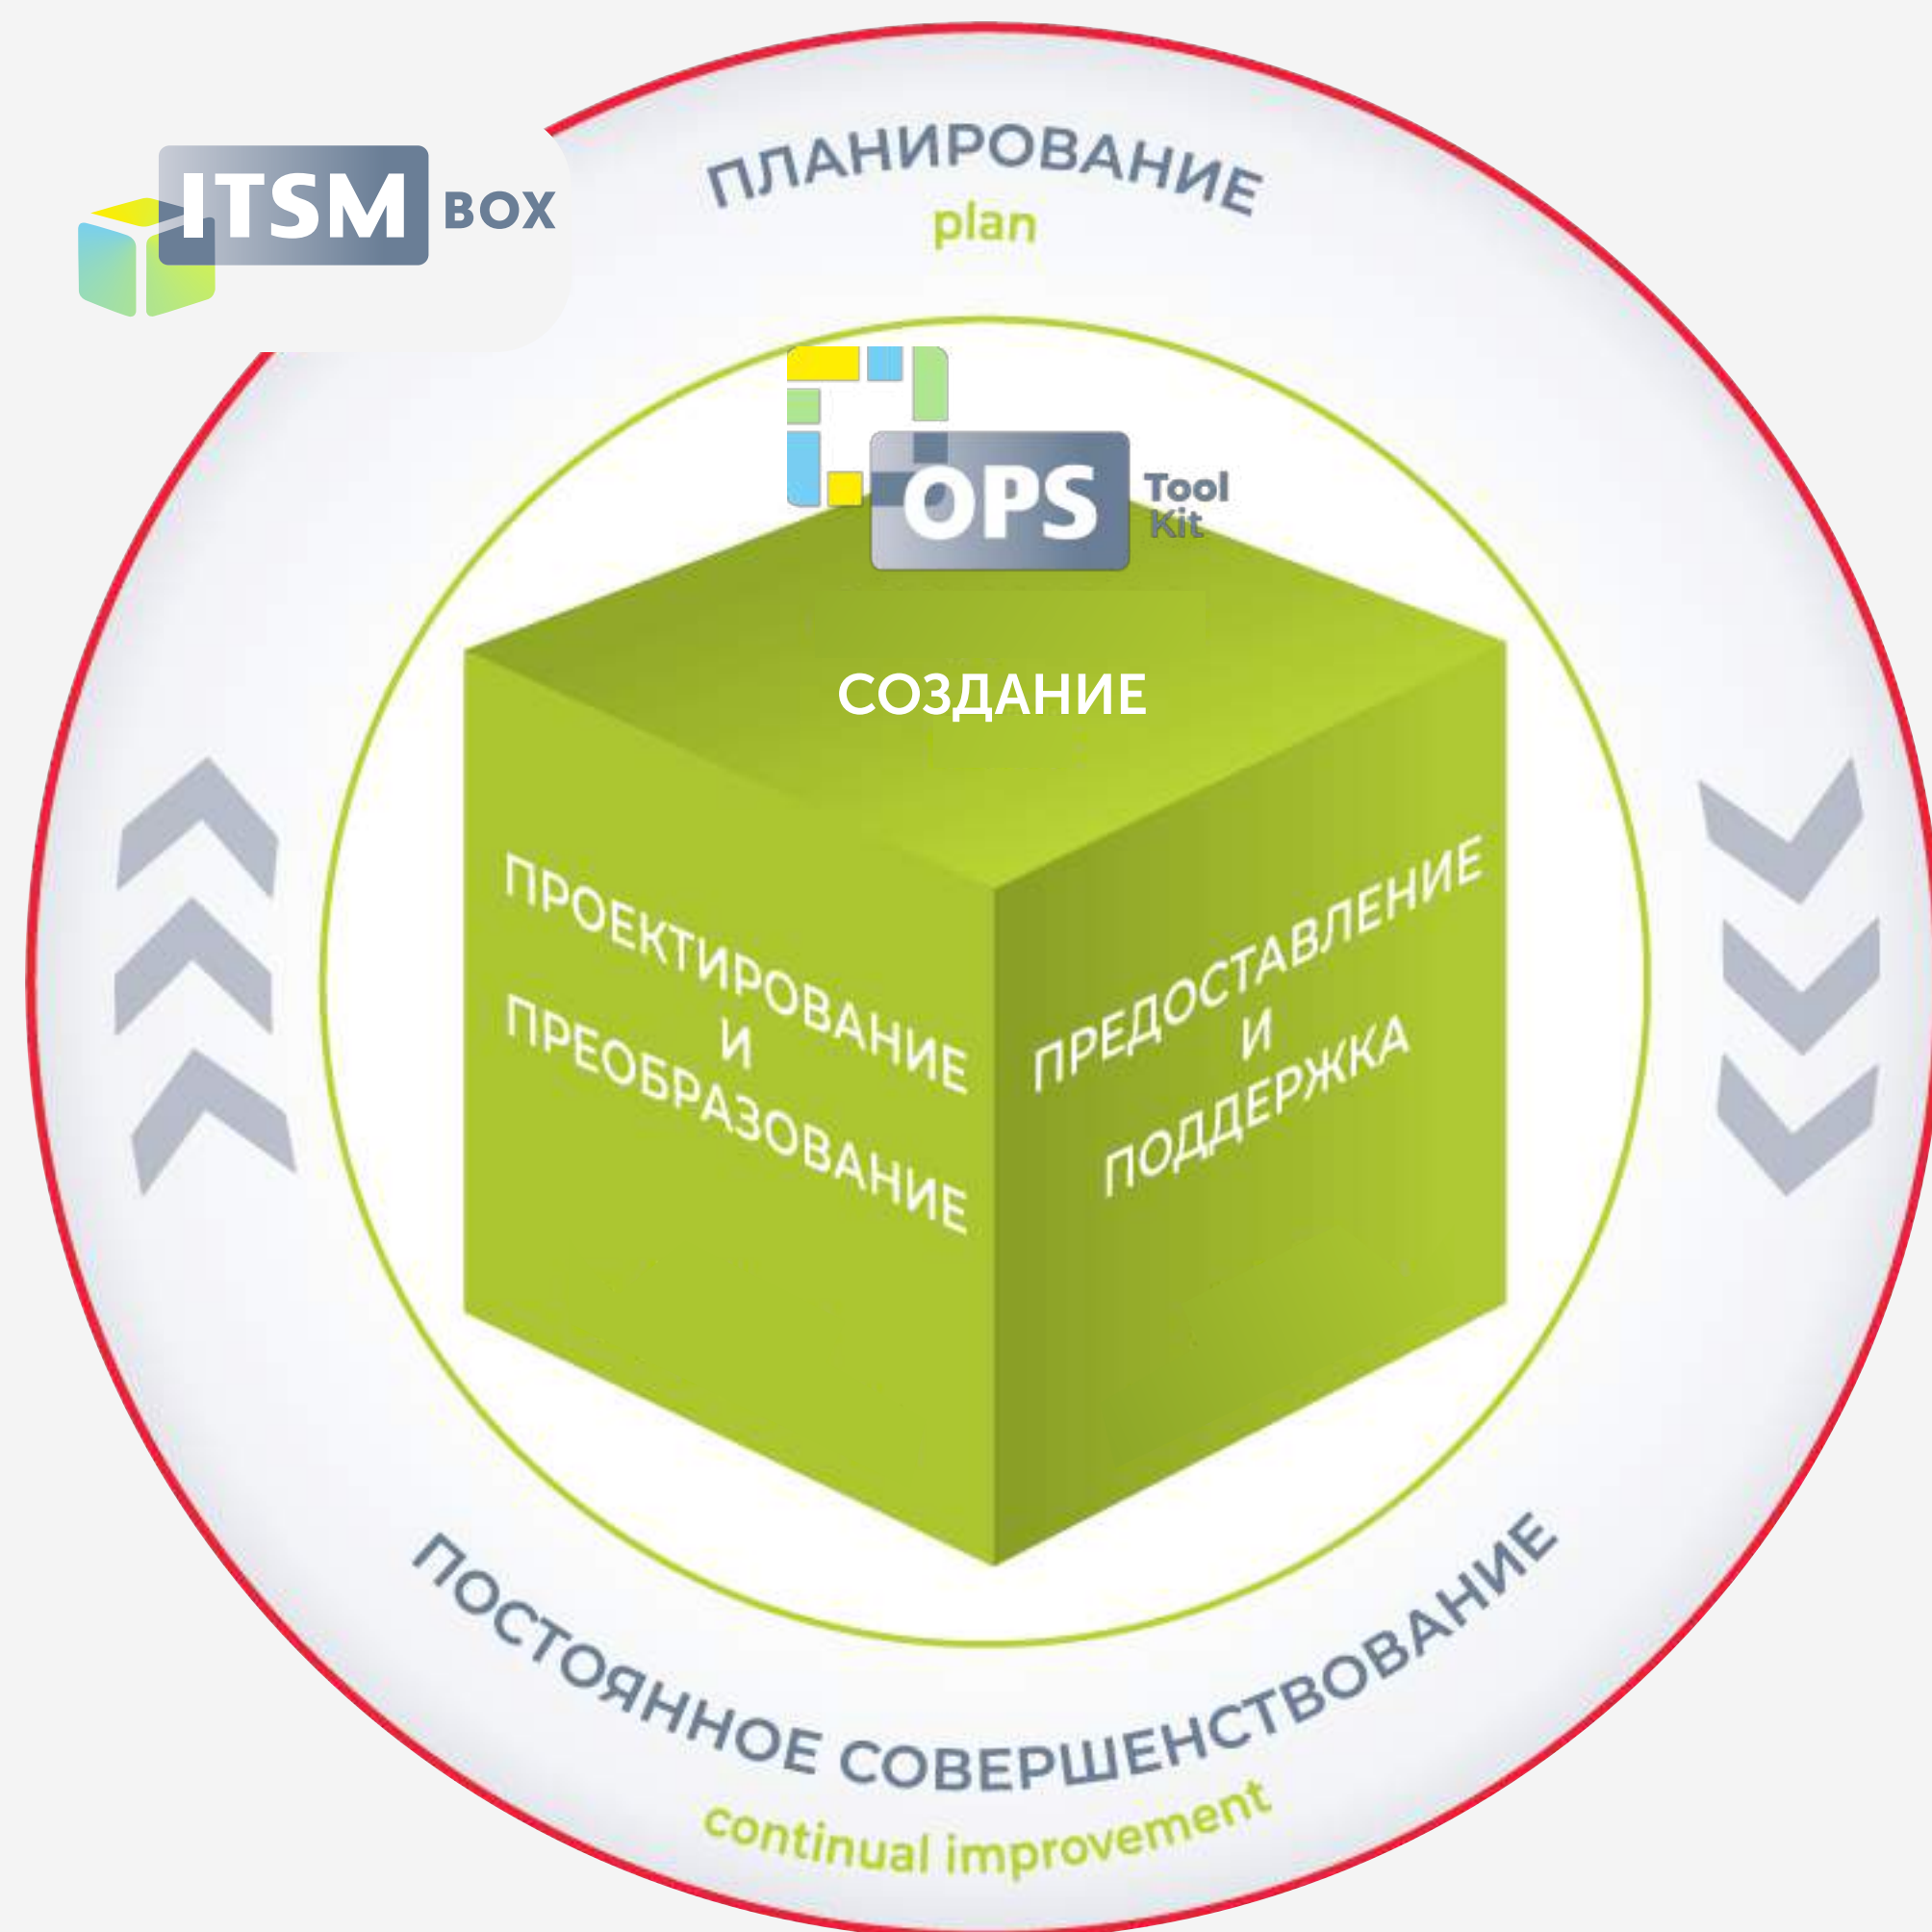 ITSM BOX
ПЛАНИРОВАНИЕ
plan
OPS Tool Kit
СОЗДАНИЕ
ПРОЕКТИРОВАНИЕ
И
ПРЕОБРАЗОВАНИЕ
ПРЕДОСТАВЛЕНИЕ
И
ПОДДЕРЖКА
ПОСТОЯННОЕ СОВЕРШЕНСТВОВАНИЕ
continual improvement